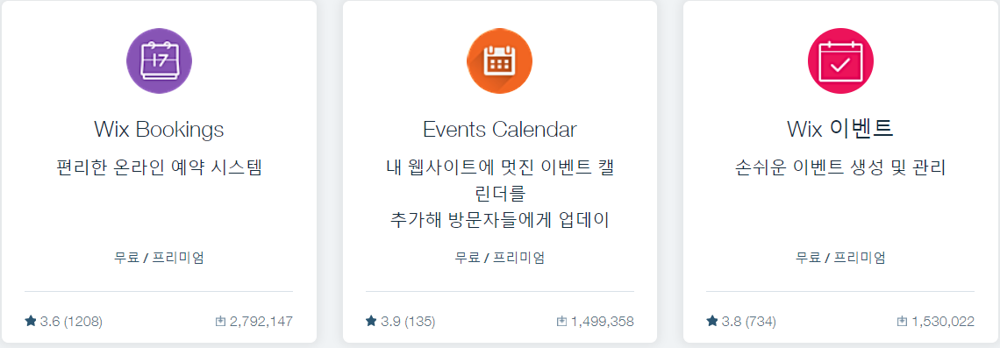 17
Wix Bookings
편리한 온라인 예약 시스템
무료 / 프리미엄
3.6 (1208)
2,792,147
Events Calendar
내 웹사이트에 멋진 이벤트 캘
린더를
추가해 방문자들에게 업데이
무료 / 프리미엄
3.9 (135)
1,499,358
Wix 이벤트
손쉬운 이벤트 생성 및 관리
무료 / 프리미엄
3.8 (734)
1,530,022